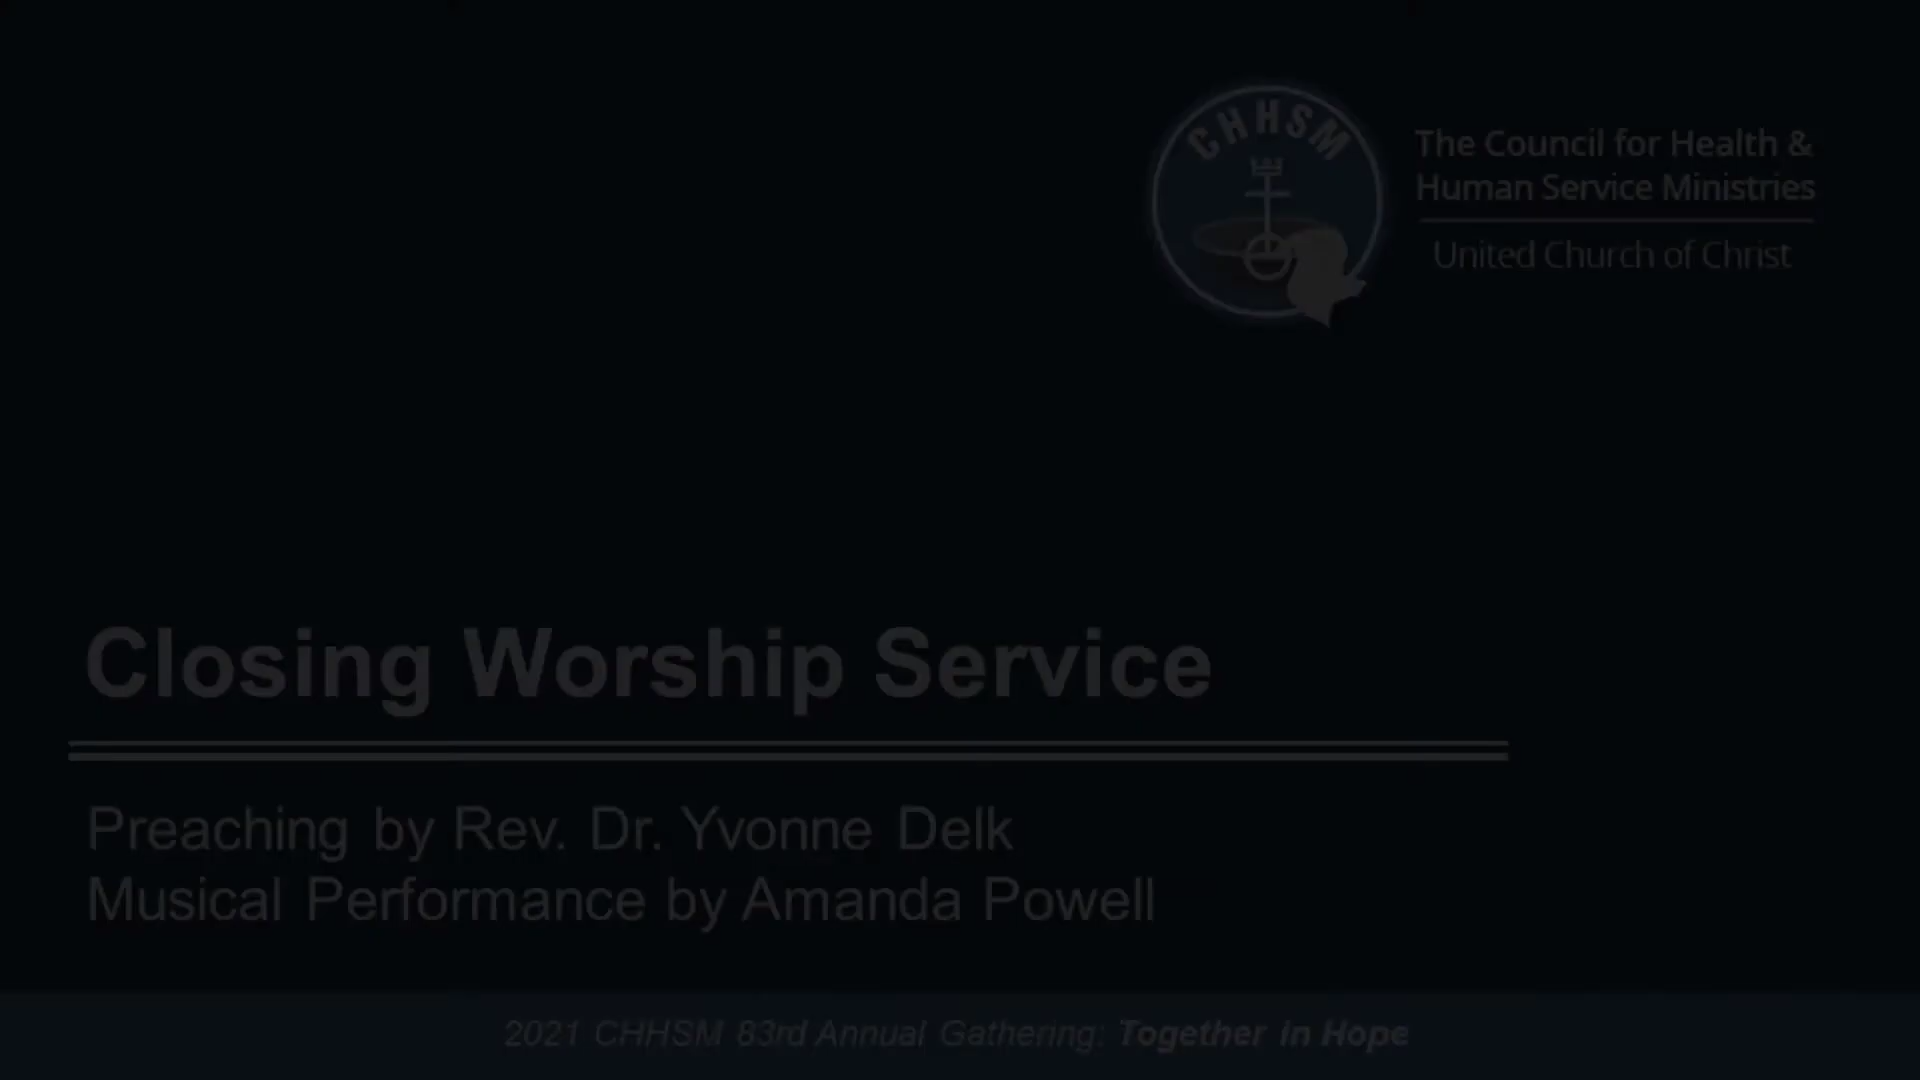 CHHSM
The Council for Health &
Human Service Ministries
United Church of Christ
Closing Worship Service
Preaching by Rev. Dr. Yvonne Delk
Musical Performance by Amanda Powell
2021 CHHSM 83rd Annual Gathering: Together in Hope